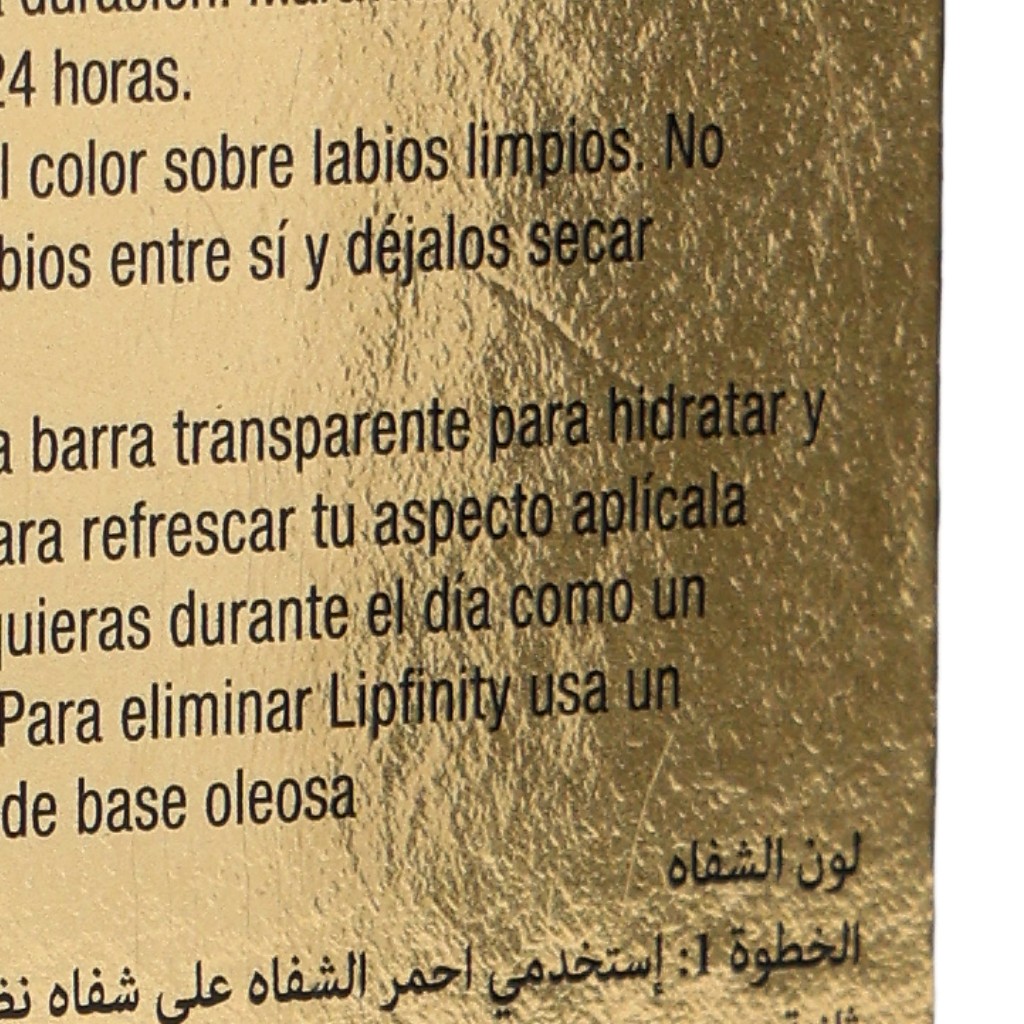 24 horas.
l color sobre labios limpios. No
bios entre sí y déjalos secar
a barra transparente para hidratar y
ara refrescar tu aspecto aplícala
quieras durante el día como un
Para eliminar Lipfinity usa un
de base oleosa
لون الشفاه
الخطوة 1: إستخدمي احمر الشفاه على شفاه